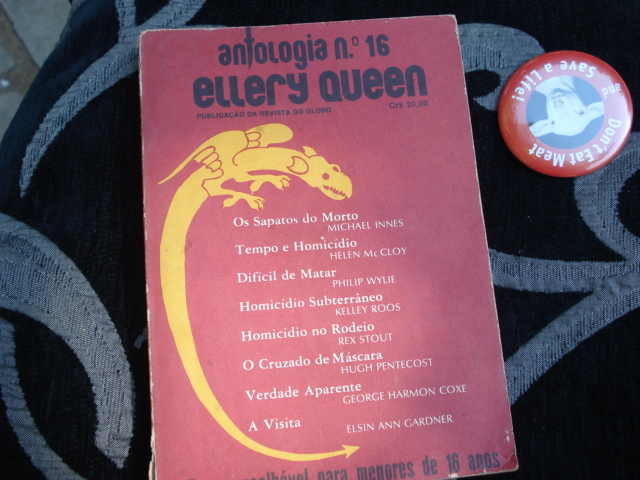 antologia n.º 16
ellery queen
PUBLICAÇÃO DA REVISTA DO GLOBO
Cr$ 20,00
Os Sapatos do Morto
MICHAEL INNES
Tempo e Homicídio
HELEN McCLOY
Difícil de Matar
PHILIP WYLIE
Homicídio Subterrâneo
KELLEY ROOS
Homicídio no Rodeio
REX STOUT
O Cruzado de Máscara
HUGH PENTECOST
Verdade Aparente
GEORGE HARMON COXE
A Visita
ELSIN ANN GARDNER
para menores de 16 anos
Don't Eat Meat
and
Save a Life!